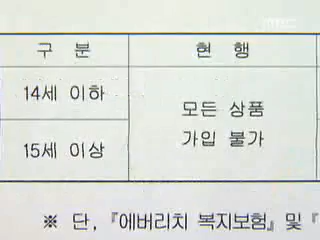 MBC
구 분 현 행
14세 이하
모든 상품
가입 불가
15세 이상
※ 단, 『에버리치 복지보험』 및 『